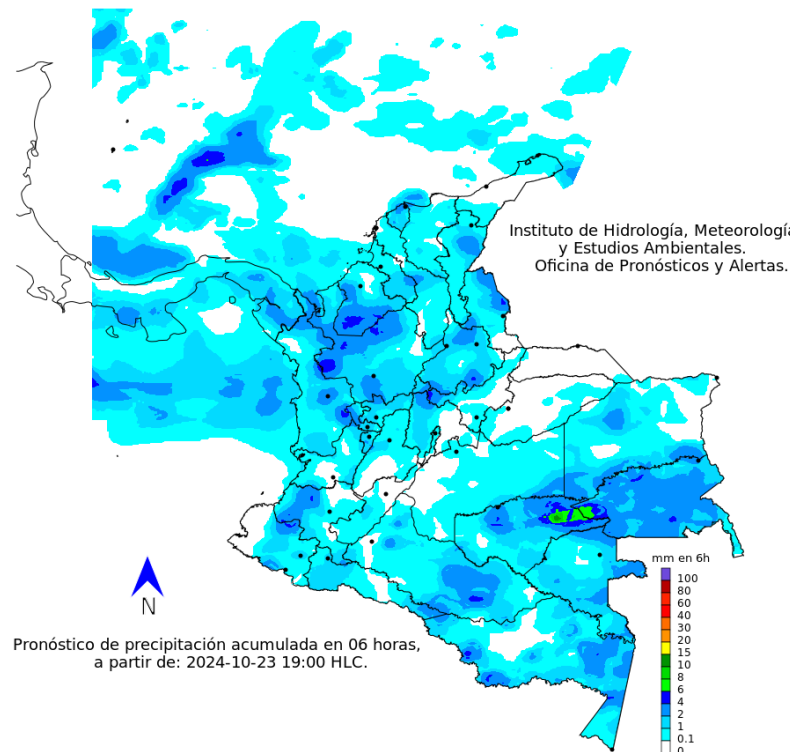 Instituto de Hidrología, Meteorología
y Estudios Ambientales.
Oficina de Pronósticos y Alertas.
mm en 6h
100
80
60
40
30
20
15
10
8
6
4
2
1
0.1
0
N
Pronóstico de precipitación acumulada en 06 horas,
a partir de: 2024-10-23 19:00 HLC.